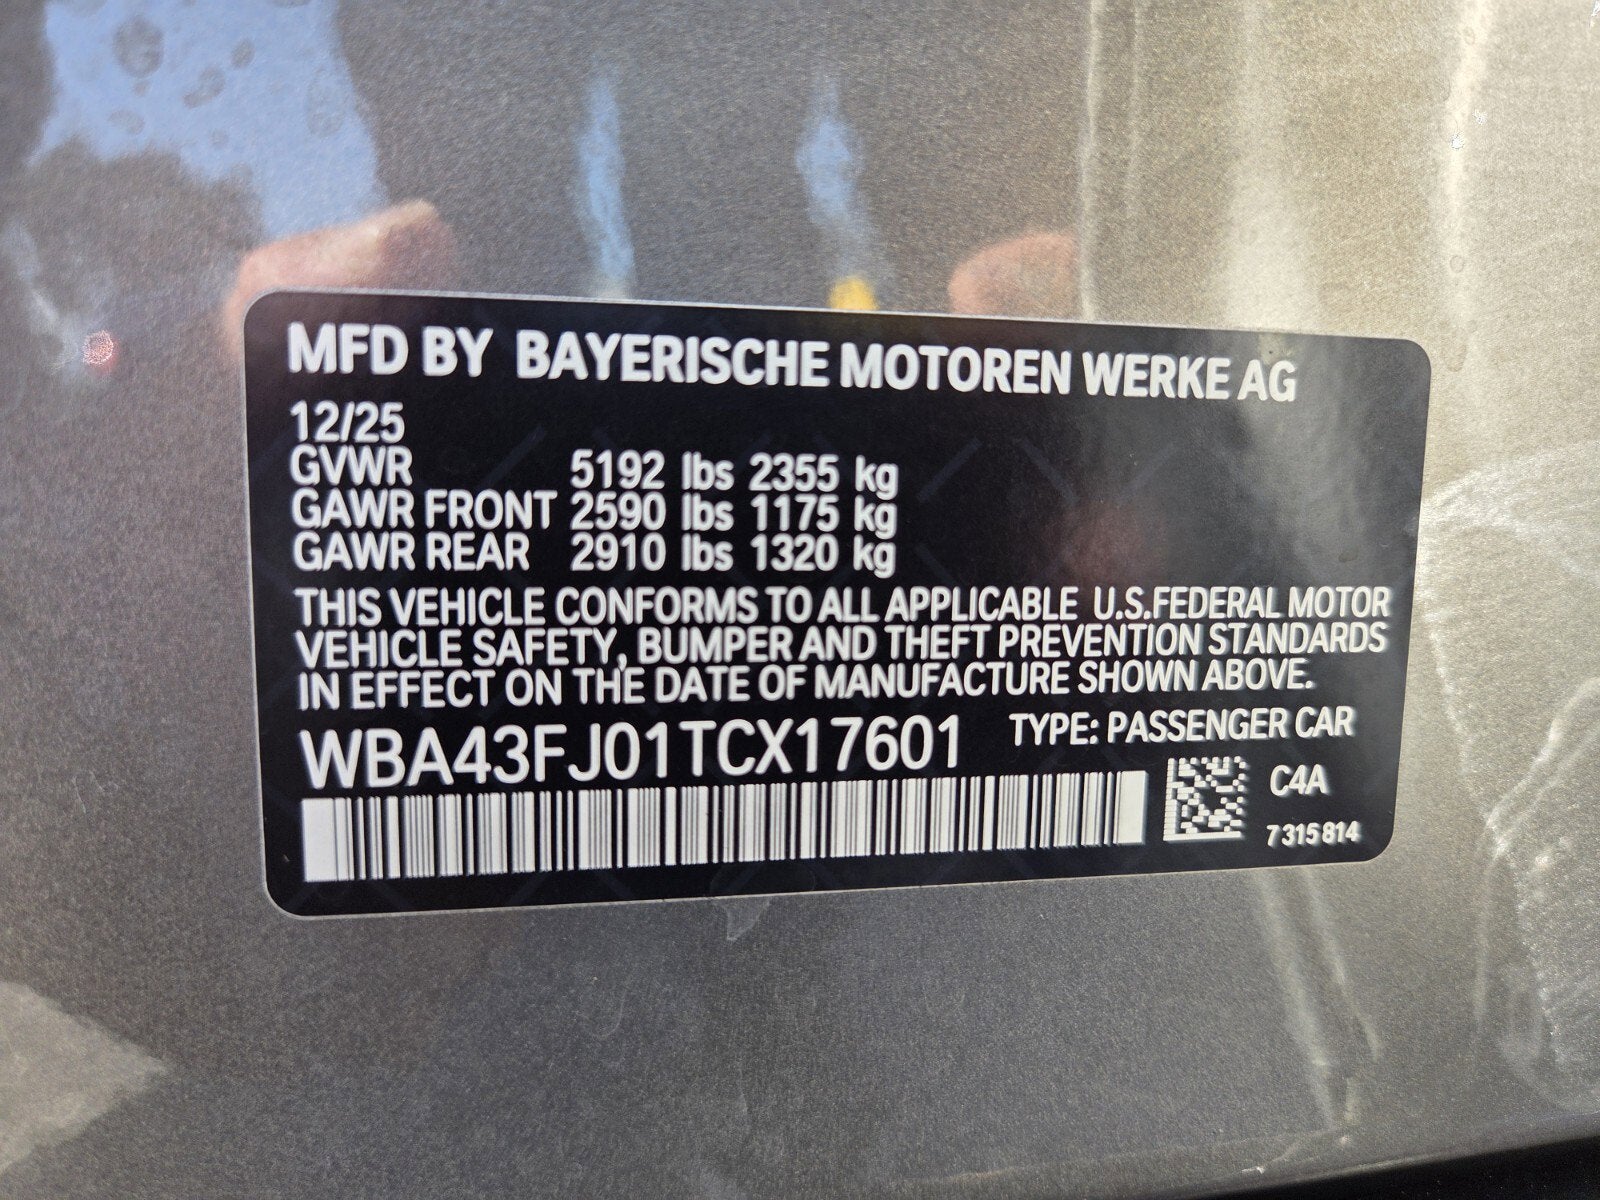 MFD BY BAYERISCHE MOTOREN WERKE AG
12/25
GVWR 5192 lbs 2355 kg
GAWR FRONT 2590 lbs 1175 kg
GAWR REAR 2910 lbs 1320 kg
THIS VEHICLE CONFORMS TO ALL APPLICABLE U.S.FEDERAL MOTOR
VEHICLE SAFETY, BUMPER AND THEFT PREVENTION STANDARDS
IN EFFECT ON THE DATE OF MANUFACTURE SHOWN ABOVE.
WBA43FJ01TCX17601 TYPE: PASSENGER CAR
C4A
7 315 814